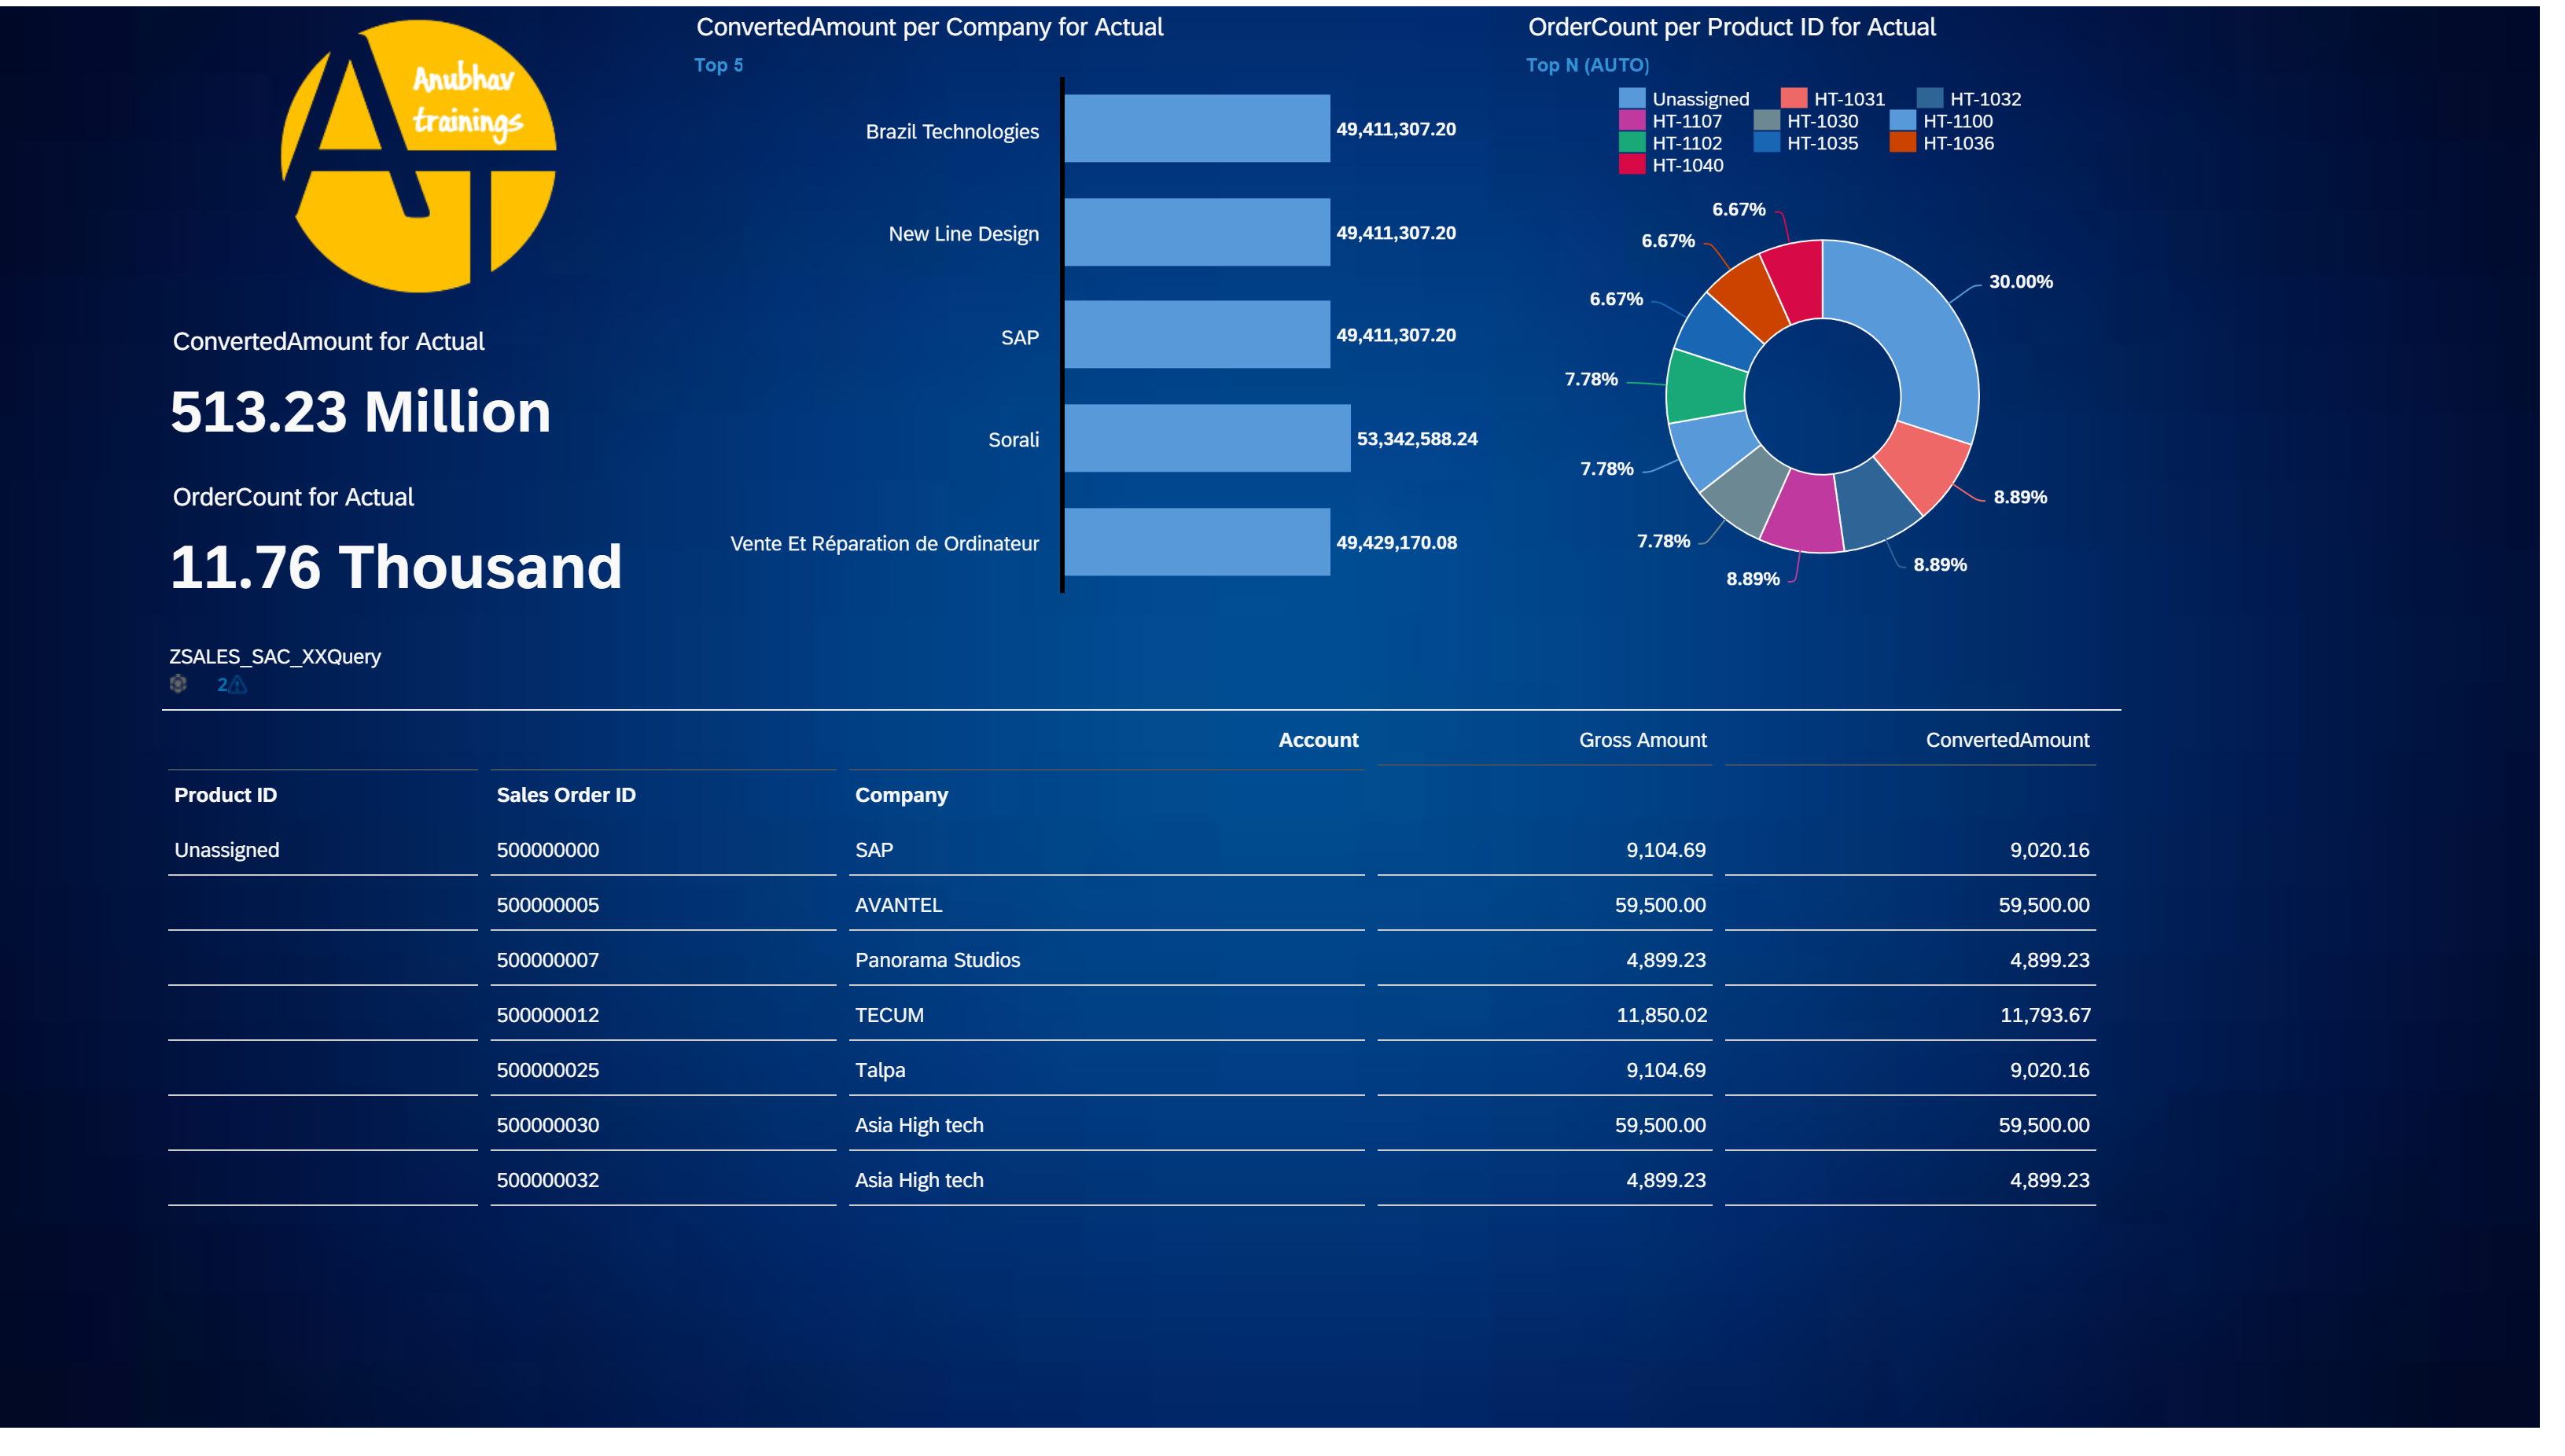 Anubhav
trainings
ConvertedAmount for Actual
513.23 Million
OrderCount for Actual
11.76 Thousand
ConvertedAmount per Company for Actual
Top 5
Brazil Technologies 49,411,307.20
New Line Design 49,411,307.20
SAP 49,411,307.20
Sorali 53,342,588.24
Vente Et Réparation de Ordinateur 49,429,170.08
OrderCount per Product ID for Actual
Top N (AUTO)
Unassigned HT-1031 HT-1032
HT-1107 HT-1030 HT-1100
HT-1102 HT-1035 HT-1036
HT-1040
6.67%
6.67%
30.00%
6.67%
7.78%
7.78%
8.89%
7.78%
8.89%
8.89%
ZSALES_SAC_XXQuery
2
Account Gross Amount ConvertedAmount
Product ID Sales Order ID Company
Unassigned 500000000 SAP 9,104.69 9,020.16
500000005 AVANTEL 59,500.00 59,500.00
500000007 Panorama Studios 4,899.23 4,899.23
500000012 TECUM 11,850.02 11,793.67
500000025 Talpa 9,104.69 9,020.16
500000030 Asia High tech 59,500.00 59,500.00
500000032 Asia High tech 4,899.23 4,899.23